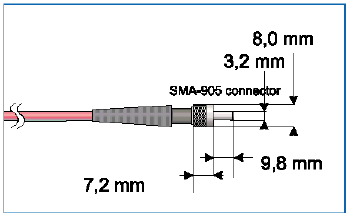 8,0 mm
3,2 mm
SMA-905 connector
9,8 mm
7,2 mm